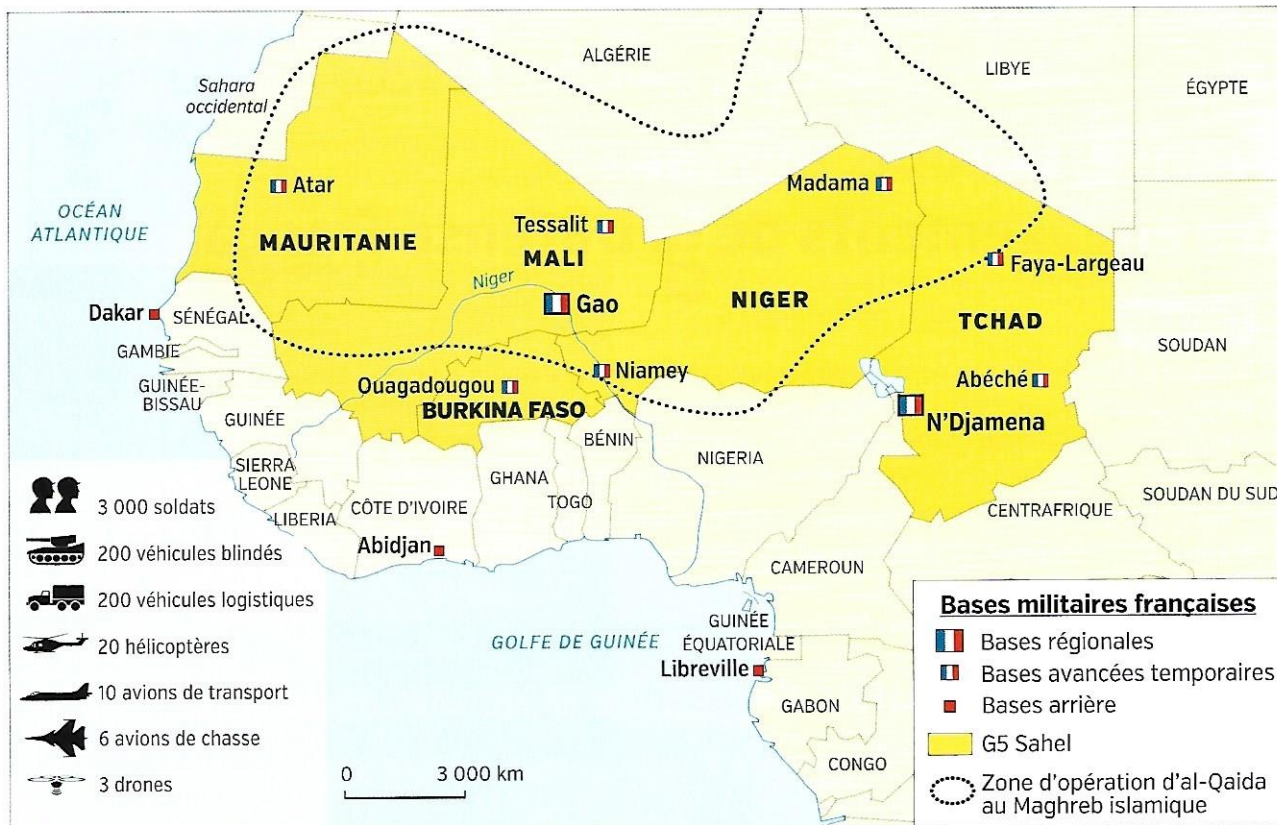 ALGÉRIE
LIBYE
ÉGYPTE
Sahara
occidental
Atar
Madama
OCÉAN
ATLANTIQUE
MAURITANIE
Tessalit
MALI
Niger
Gao
NIGER
Faya-Largeau
TCHAD
Dakar
SÉNÉGAL
GAMBIE
GUINÉE-
BISSAU
SOUDAN
Ouagadougou
Niamey
Abéché
BURKINA FASO
N'Djamena
GUINÉE
BÉNIN
NIGERIA
SIERRA
LEONE
GHANA
TOGO
CÔTE D'IVOIRE
LIBERIA
SOUDAN DU SUD
CENTRAFRIQUE
Abidjan
CAMEROUN
GOLFE DE GUINÉE
GUINÉE
ÉQUATORIALE
Libreville
GABON
CONGO
3 000 soldats
200 véhicules blindés
200 véhicules logistiques
20 hélicoptères
10 avions de transport
6 avions de chasse
3 drones
0 3 000 km
Bases militaires françaises
Bases régionales
Bases avancées temporaires
Bases arrière
G5 Sahel
Zone d'opération d'al-Qaida
au Maghreb islamique